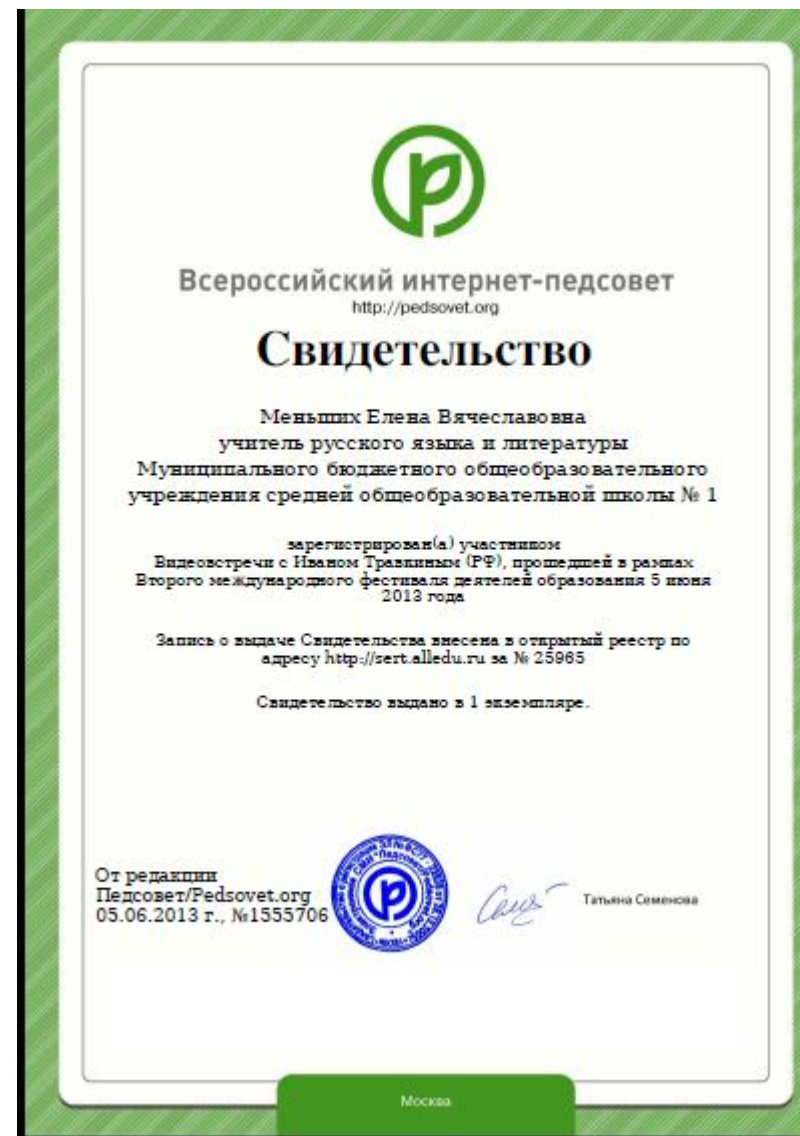 Всероссийский интернет-педсовет
http://pedsovet.org
Свидетельство
Меньших Елена Вячеславовна
учитель русского языка и литературы
Муниципального бюджетного общеобразовательного
учреждения средней общеобразовательной школы № 1
зарегистрирован(а) участником
Видеовстречи с Иваном Травкиным (РФ), прошедшей в рамках
Второго международного фестиваля деятелей образования 5 июня
2013 года
Запись о выдаче Свидетельства внесена в открытый реестр по
адресу http://sert.alledu.ru за № 25965
Свидетельство выдано в 1 экземпляре.
От редакции
Педсовет/Pedsovet.org
05.06.2013 г., №1555706
Татьяна Семенова
Москва